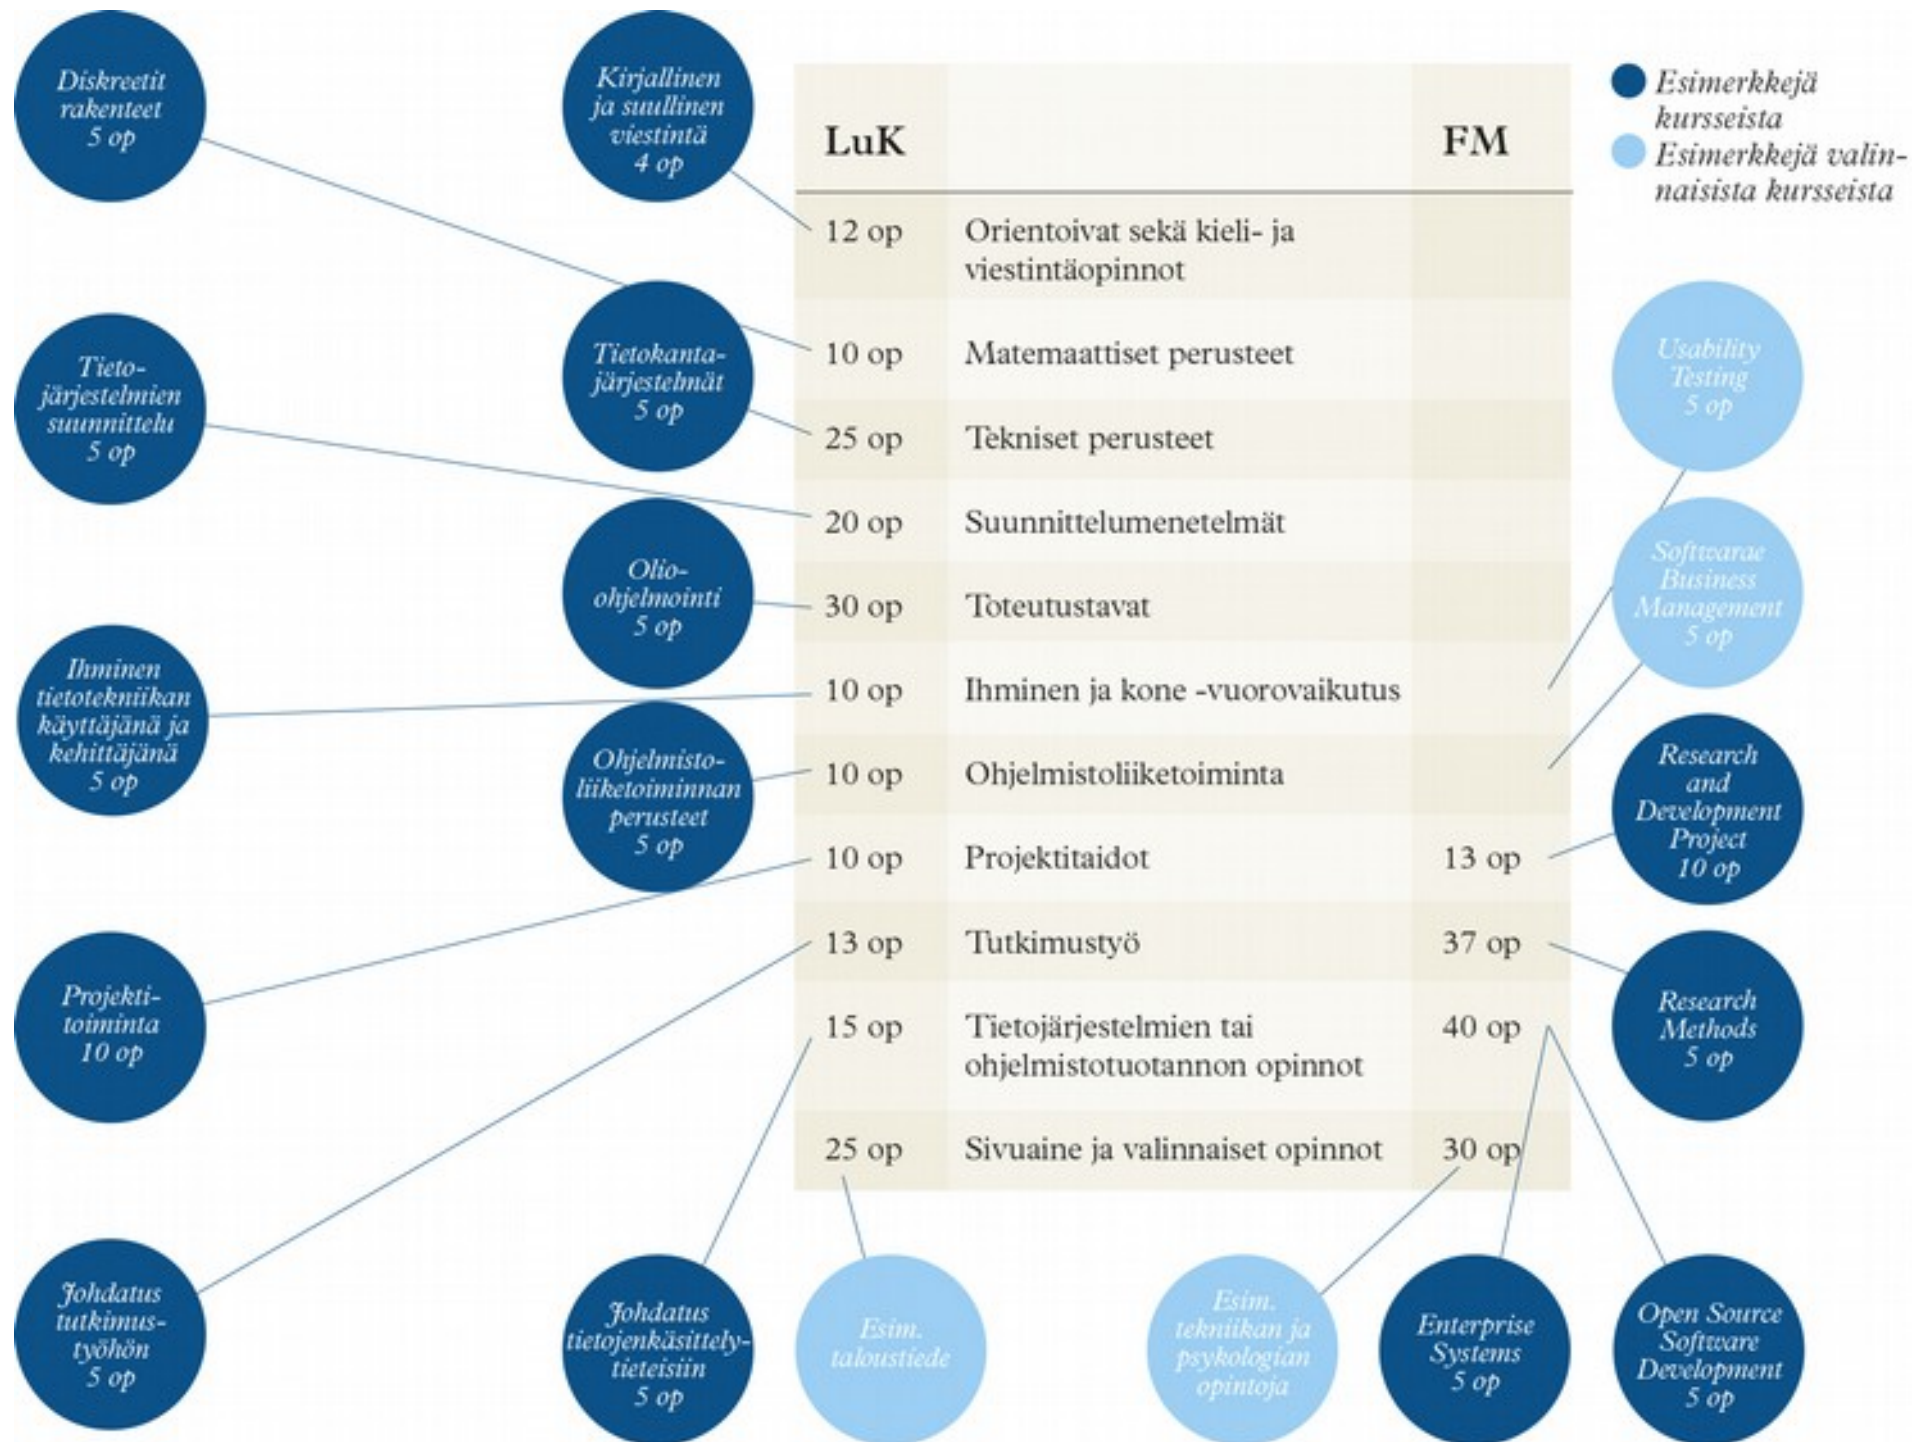 Diskreetit
rakenteet
5 op
Kirjallinen
ja suullinen
viestintä
4 op
Tieto-
järjestelmien
suunnittelu
5 op
Tietokanta-
järjestelmät
5 op
Olio-
ohjelmointi
5 op
Ihminen
tietotekniikan
käyttäjänä ja
kehittäjänä
5 op
Ohjelmisto-
liiketoiminnan
perusteet
5 op
Projekti-
toiminta
10 op
Johdatus
tutkimus-
työhön
5 op
Johdatus
tietojenkäsittely-
tieteisiin
5 op
LuK FM
12 op Orientoivat sekä kieli- ja
viestintäopinnot
10 op Matemaattiset perusteet
25 op Tekniset perusteet
20 op Suunnittelumenetelmät
30 op Toteutustavat
10 op Ihminen ja kone -vuorovaikutus
10 op Ohjelmistoliiketoiminta
10 op Projektitaidot 13 op
13 op Tutkimustyö 37 op
15 op Tietojärjestelmien tai 40 op
ohjelmistotuotannon opinnot
25 op Sivuaine ja valinnaiset opinnot 30 op
Esimerkkejä
kursseista
Esimerkkejä valin-
naisista kursseista
Usability
Testing
5 op
Softwarae
Business
Management
5 op
Research
and
Development
Project
10 op
Research
Methods
5 op
Esim.
taloustiede
Esim.
tekniikan ja
psykologian
opintoja
Enterprise
Systems
5 op
Open Source
Software
Development
5 op